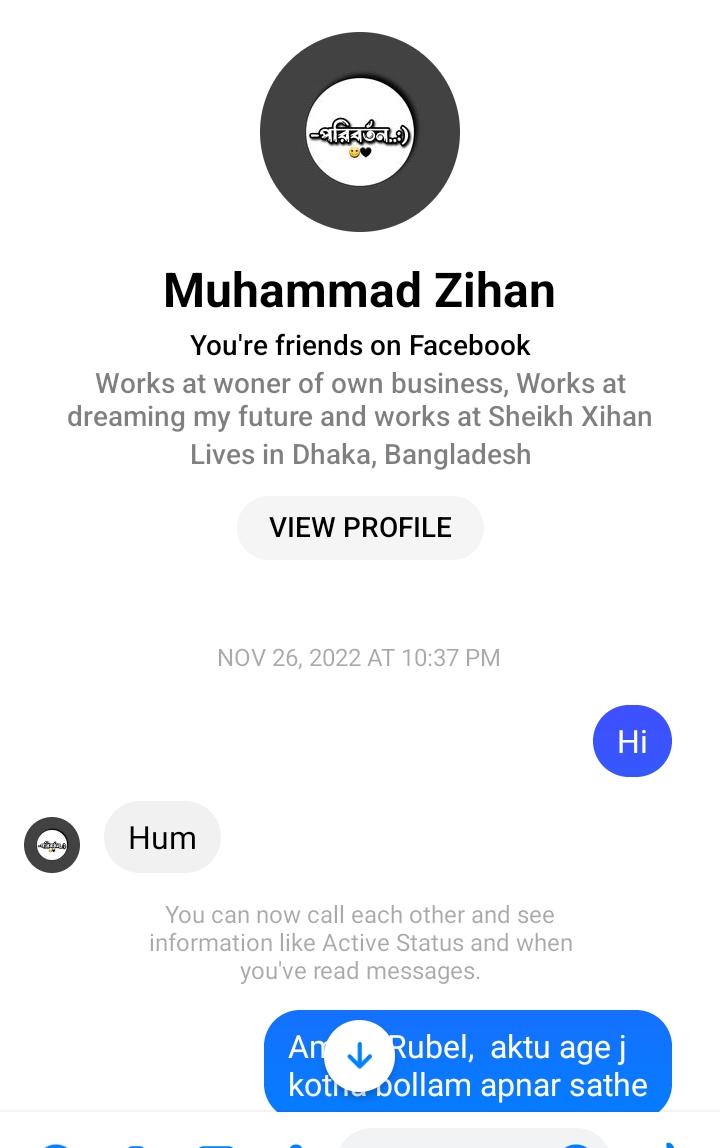 -পরিবর্তন..:)
Muhammad Zihan
You're friends on Facebook
Works at woner of own business, Works at
dreaming my future and works at Sheikh Xihan
Lives in Dhaka, Bangladesh
VIEW PROFILE
NOV 26, 2022 AT 10:37 PM
Hi
Hum
You can now call each other and see
information like Active Status and when
you've read messages.
Rubel, aktu age j
bollam apnar sathe